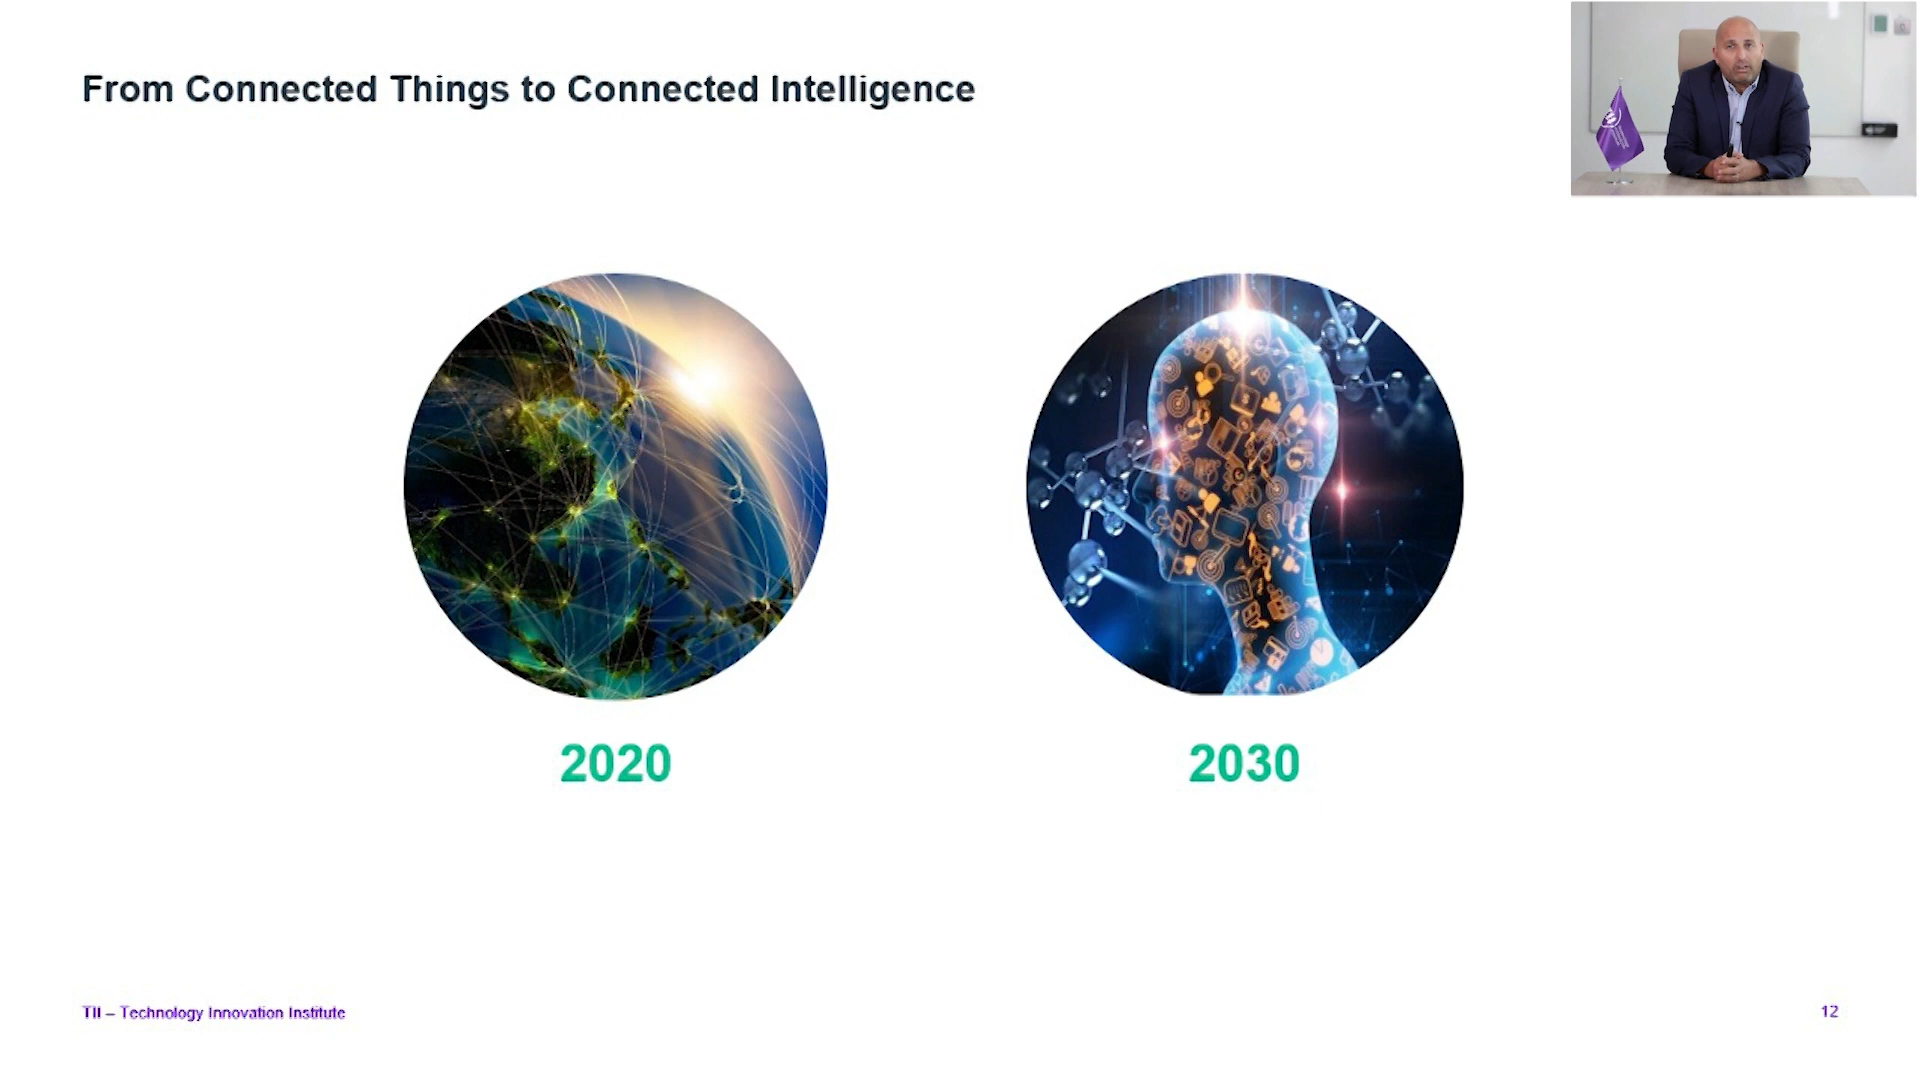 From Connected Things to Connected Intelligence
2020
2030
TII – Technology Innovation Institute
12